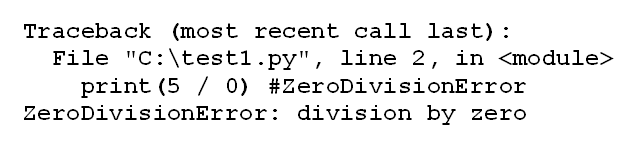 Traceback (most recent call last):
  File "C:\test1.py", line 2, in <module>
    print(5 / 0) #ZeroDivisionError
ZeroDivisionError: division by zero